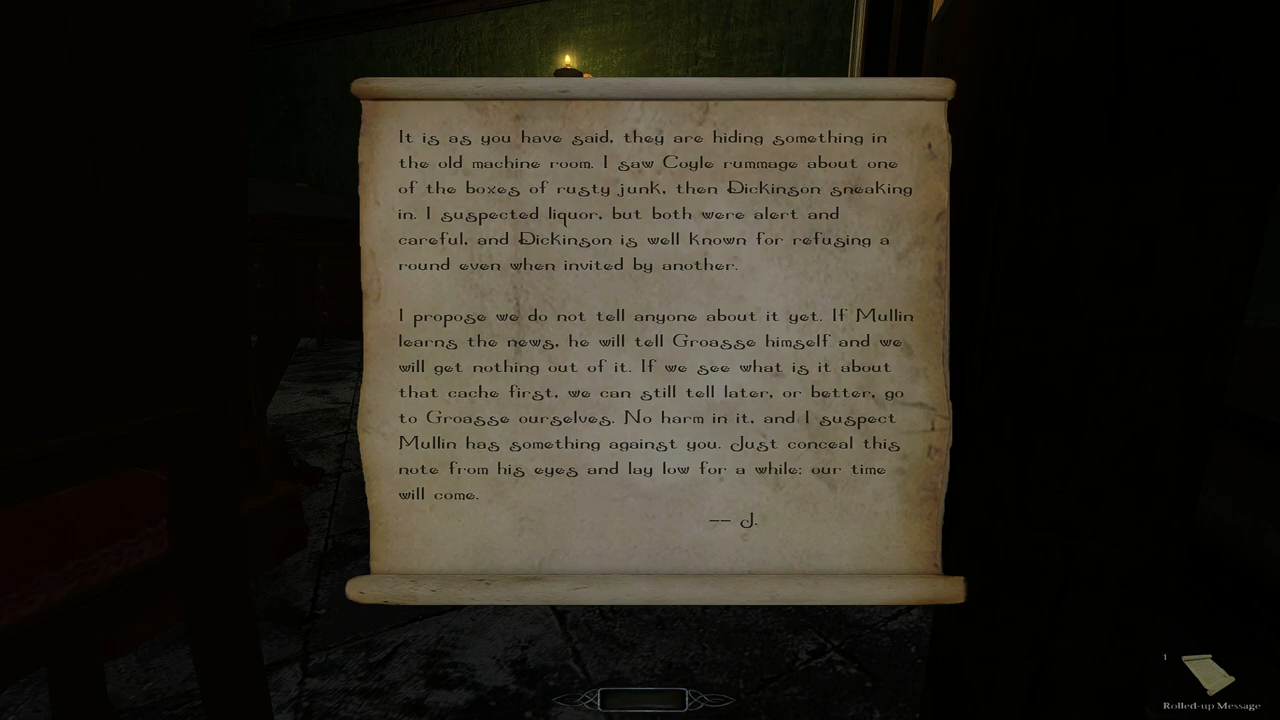 It is as you have said, they are hiding something in
the old machine room. I saw Coyle rummage about one
of the boxes of rusty junk, then Dickinson sneaking
in. I suspected liquor, but both were alert and
careful, and Dickinson is well known for refusing a
round even when invited by another.
I propose we do not tell anyone about it yet. If Mullin
learns the news, he will tell Groasse himself and we
will get nothing out of it. If we see what is it about
that cache first, we can still tell later, or better, go
to Groasse ourselves. No harm in it, and I suspect
Mullin has something against you. Just conceal this
note from his eyes and lay low for a while; our time
will come.
-- J.
1
Rolled-up Message